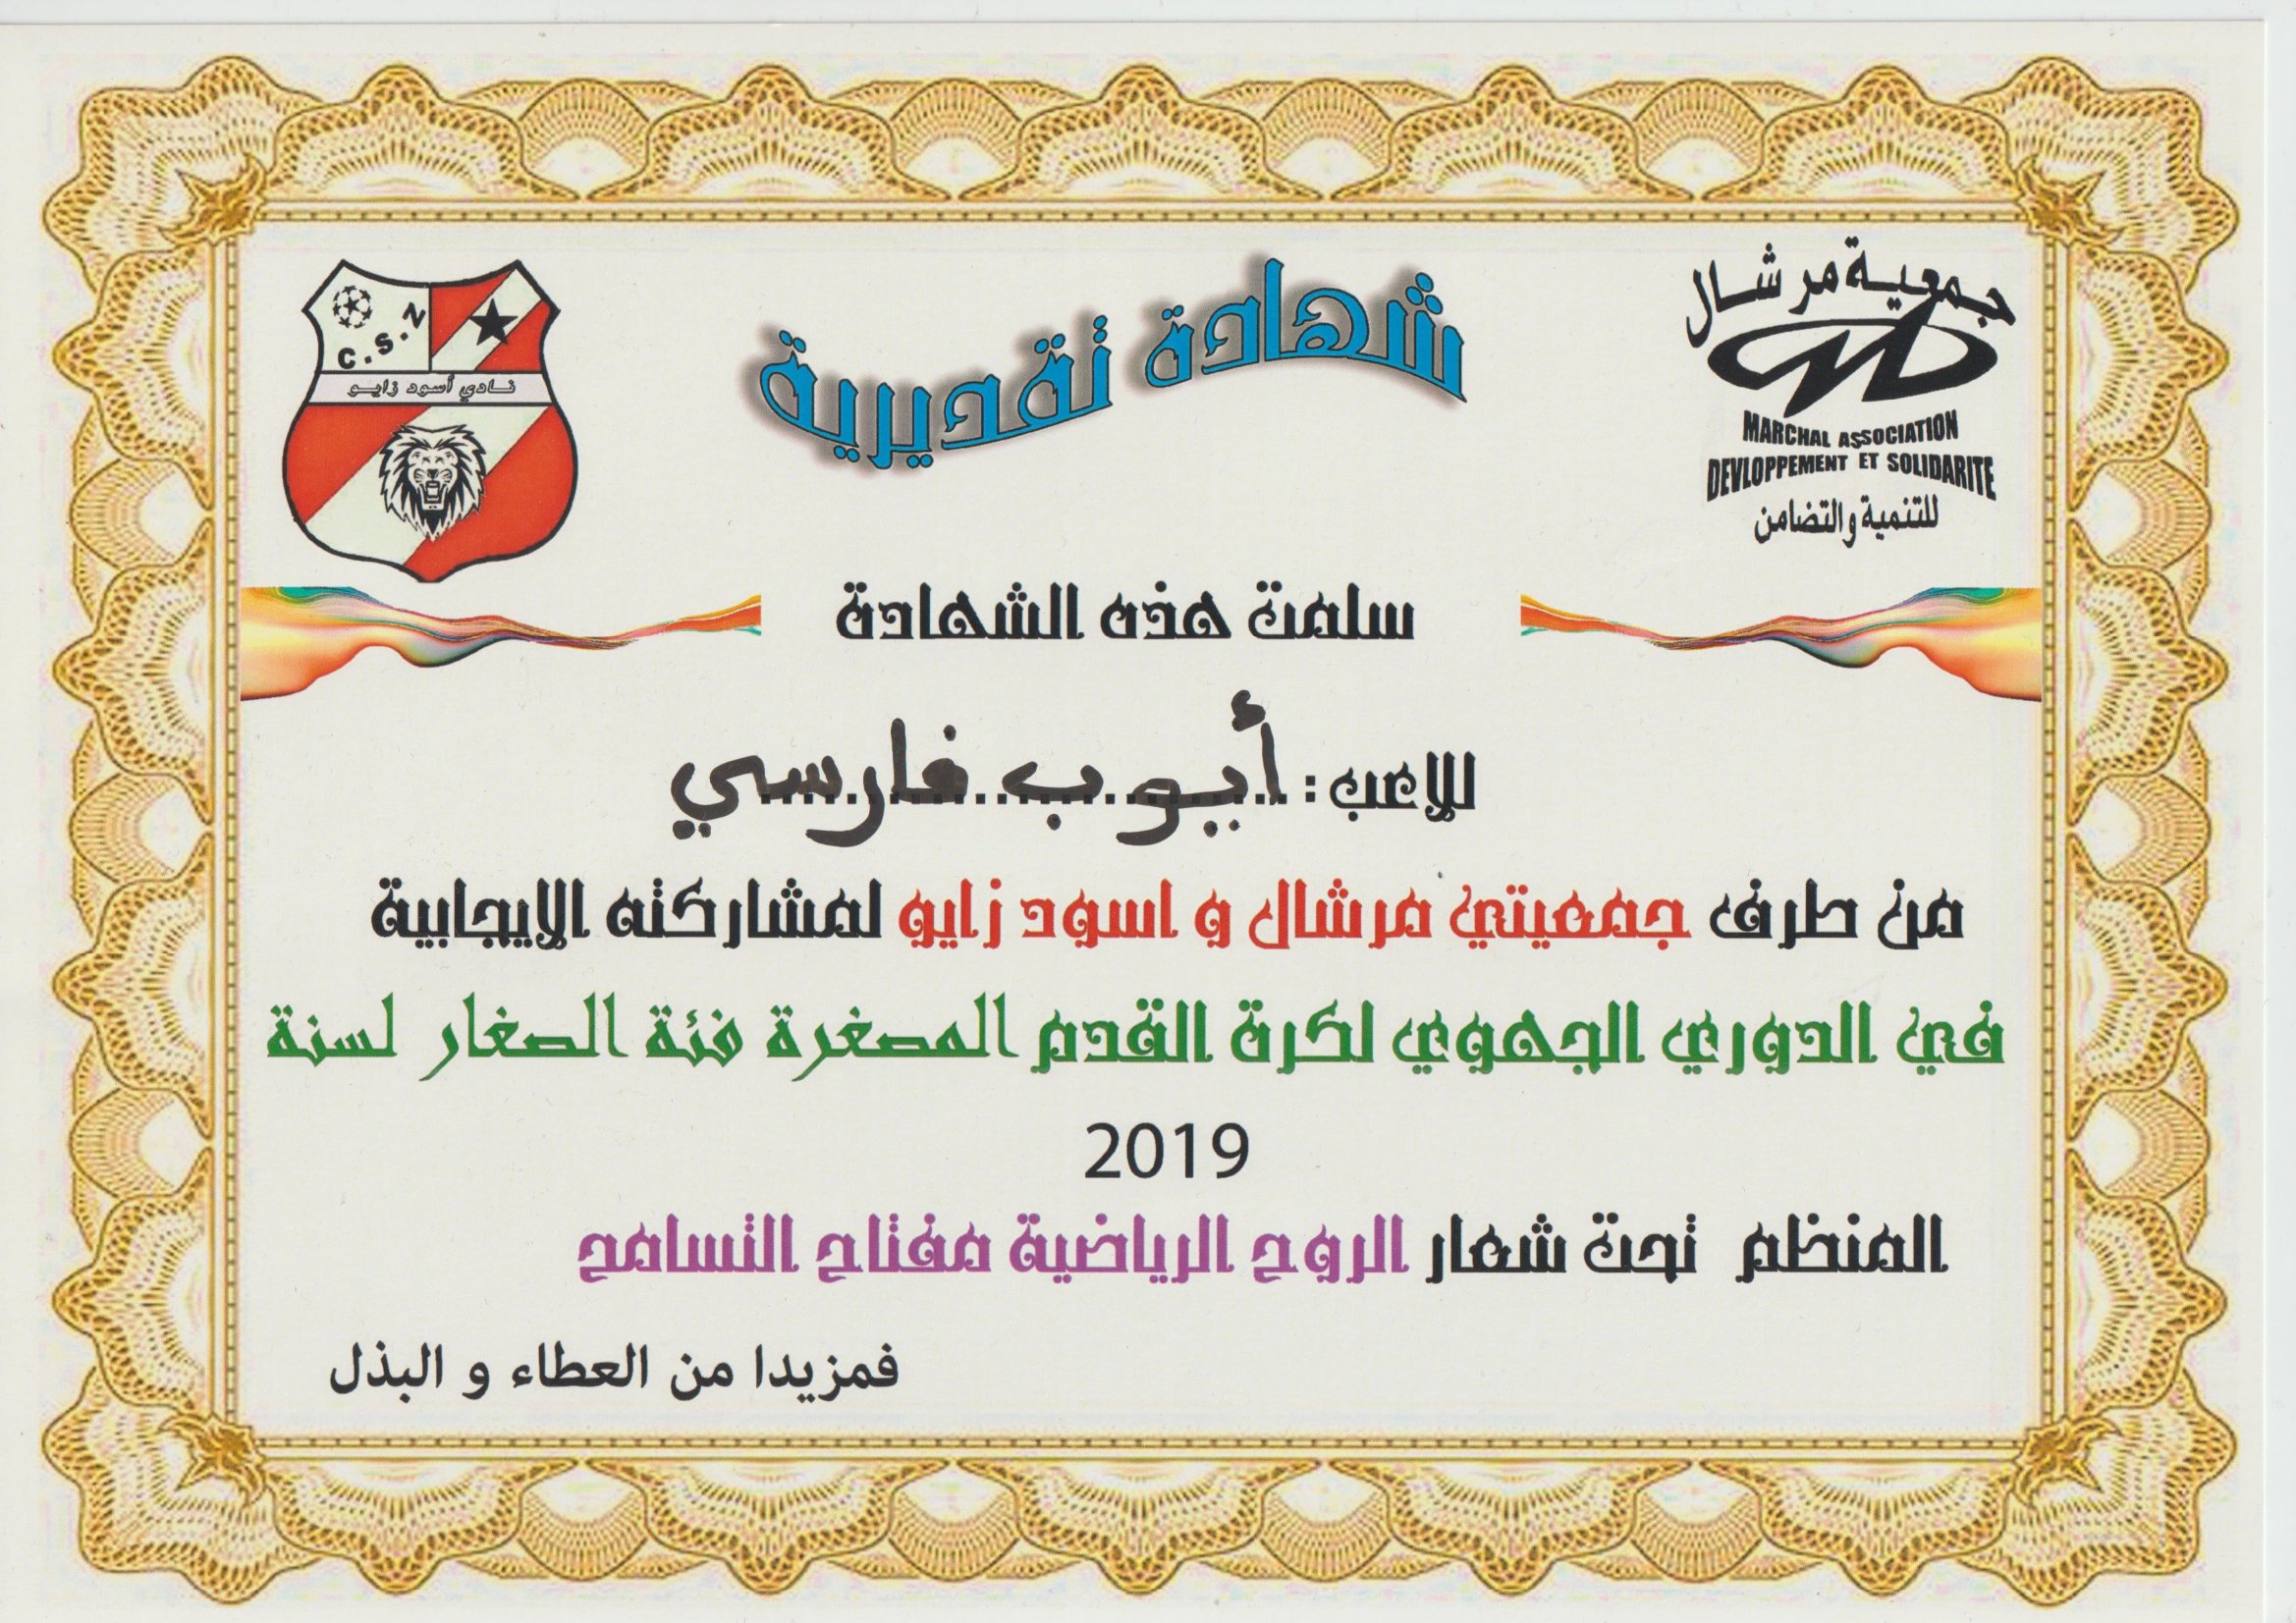 جمعية مرشال
MARCHAL ASSOCIATION
DEVLOPPEMENT ET SOLIDARITE
للتنمية والتضامن
شهادة تقديرية
C.S.Z
نادي أسود زايو
سلمت هذه الشهادة
للاعب : أيوب فارسي
من طرف جمعيتي مرشال و اسود زايو لمشاركته الايجابية
في الدوري الجهوي لكرة القدم المصغرة فئة الصغار لسنة
2019
المنظم تحت شعار الروح الرياضية مفتاح التسامح
فمزيدا من العطاء و البذل